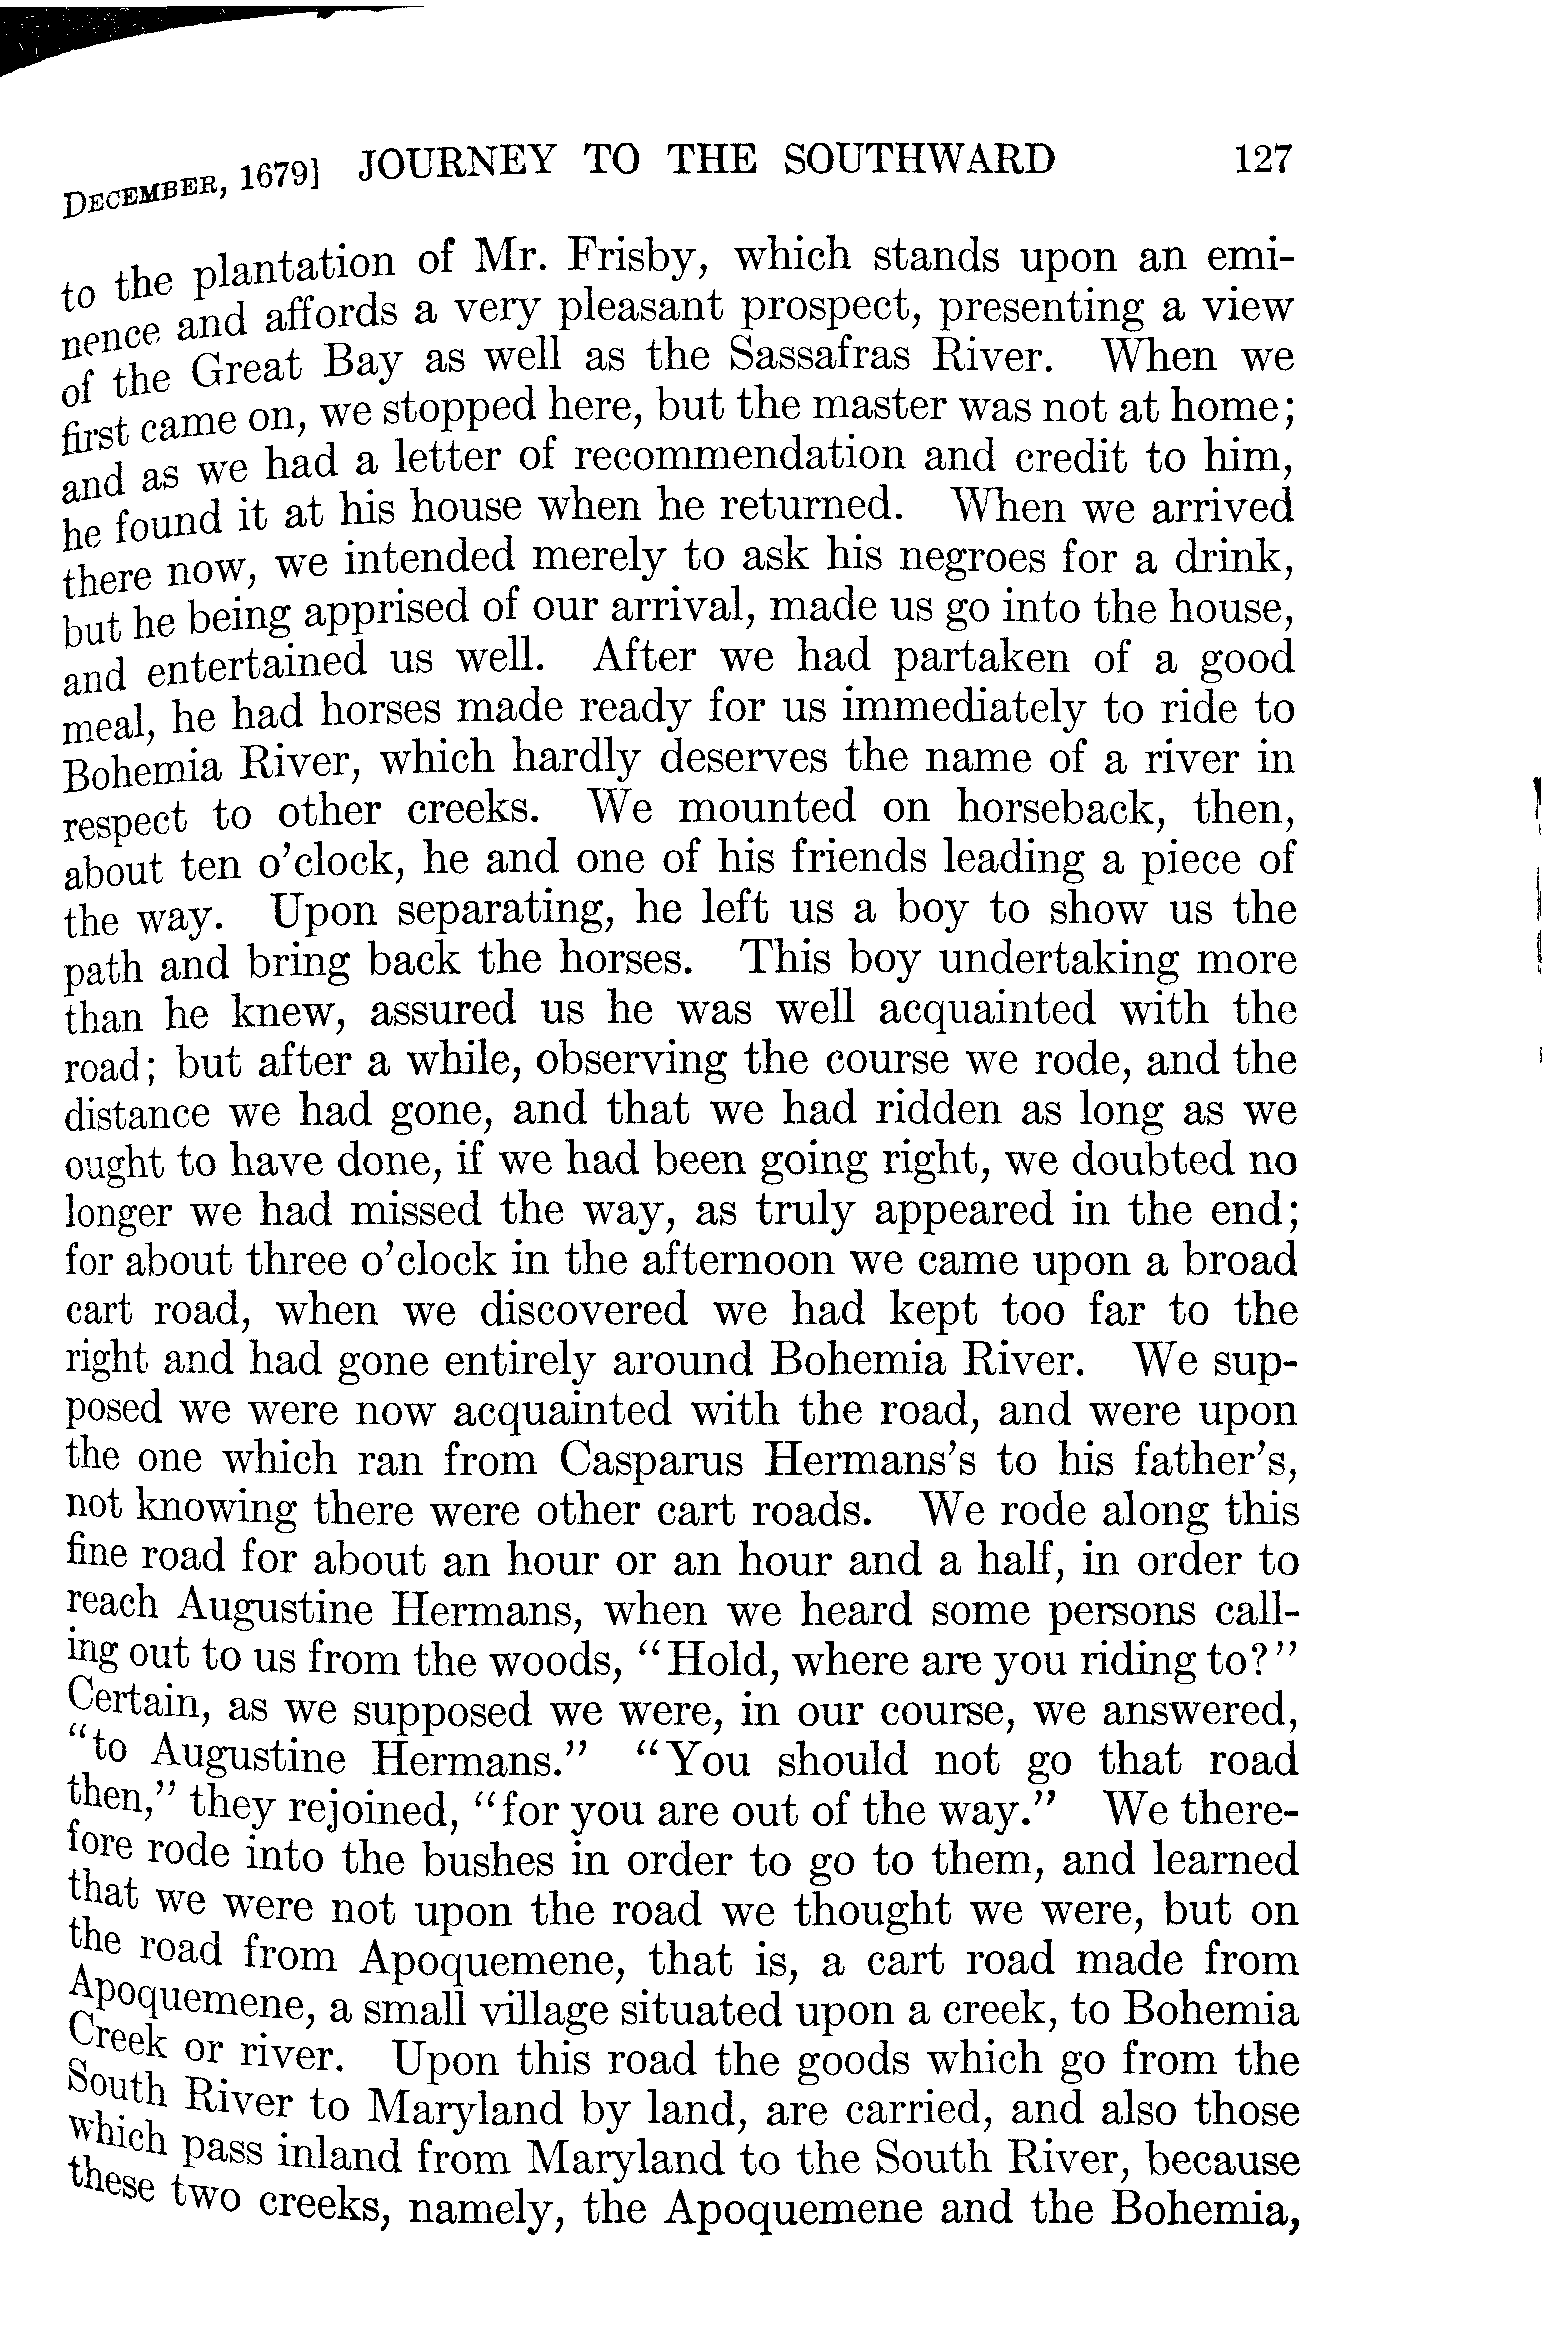 DECEMBER, 1679] JOURNEY TO THE SOUTHWARD 127
to the plantation of Mr. Frisby, which stands upon an emi-
nence and affords a very pleasant prospect, presenting a view
of the Great Bay as well as the Sassafras River. When we
first came on, we stopped here, but the master was not at home;
and as we had a letter of recommendation and credit to him,
he found it at his house when he returned. When we arrived
there now, we intended merely to ask his negroes for a drink,
but he being apprised of our arrival, made us go into the house,
and entertained us well. After we had partaken of a good
meal, he had horses made ready for us immediately to ride to
Bohemia River, which hardly deserves the name of a river in
respect to other creeks. We mounted on horseback, then,
about ten o'clock, he and one of his friends leading a piece of
the way. Upon separating, he left us a boy to show us the
path and bring back the horses. This boy undertaking more
than he knew, assured us he was well acquainted with the
road; but after a while, observing the course we rode, and the
distance we had gone, and that we had ridden as long as we
ought to have done, if we had been going right, we doubted no
longer we had missed the way, as truly appeared in the end;
for about three o'clock in the afternoon we came upon a broad
cart road, when we discovered we had kept too far to the
right and had gone entirely around Bohemia River. We sup-
posed we were now acquainted with the road, and were upon
the one which ran from Casparus Hermans's to his father's,
not knowing there were other cart roads. We rode along this
fine road for about an hour or an hour and a half, in order to
reach Augustine Hermans, when we heard some persons call-
ing out to us from the woods, "Hold, where are you riding to?"
Certain, as we supposed we were, in our course, we answered,
"to Augustine Hermans." "You should not go that road
then," they rejoined, "for you are out of the way." We there-
fore rode into the bushes in order to go to them, and learned
that we were not upon the road we thought we were, but on
the road from Apoquemene, that is, a cart road made from
Apoquemene, a small village situated upon a creek, to Bohemia
Creek or river. Upon this road the goods which go from the
South River to Maryland by land, are carried, and also those
which pass inland from Maryland to the South River, because
these two creeks, namely, the Apoquemene and the Bohemia,